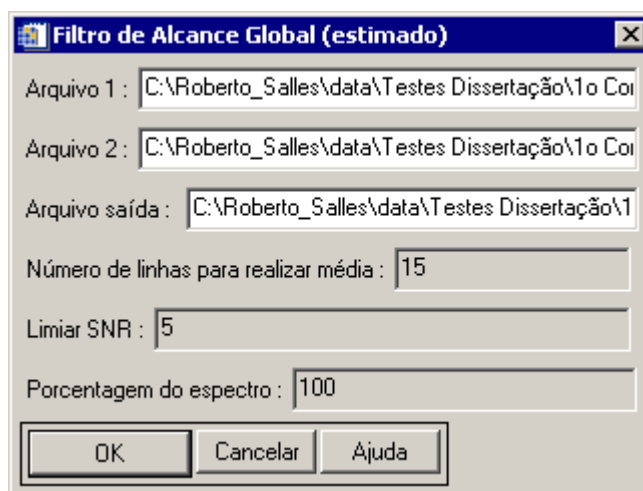 Filtro de Alcance Global (estimado)
Arquivo 1 : C:\Roberto_Salles\data\Testes Dissertação\1o Co
Arquivo 2 : C:\Roberto_Salles\data\Testes Dissertação\1o Co
Arquivo saída : C:\Roberto_Salles\data\Testes Dissertação\1
Número de linhas para realizar média : 15
Limiar SNR : 5
Porcentagem do espectro : 100
OK Cancelar Ajuda